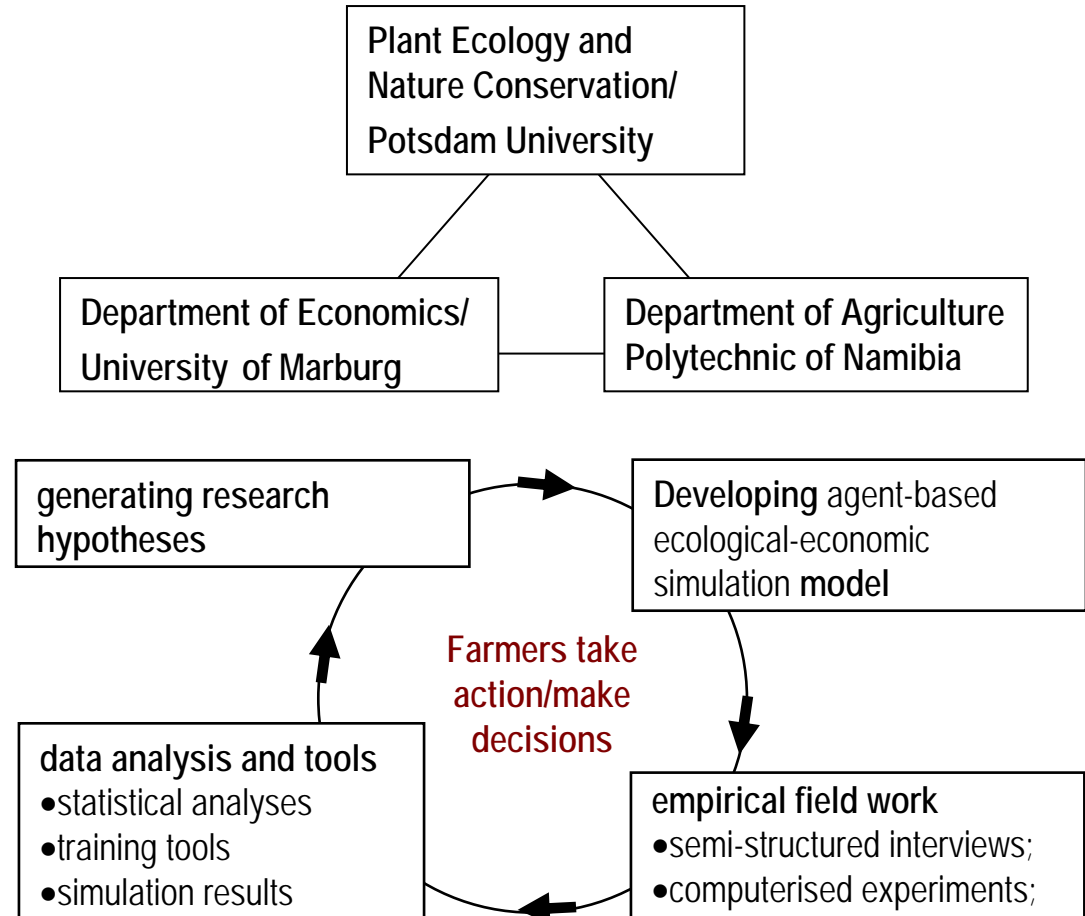 Plant Ecology and
Nature Conservation/
Potsdam University
Department of Economics/
University of Marburg
Department of Agriculture
Polytechnic of Namibia
generating research
hypotheses
Developing agent-based
ecological-economic
simulation model
Farmers take
action/make
decisions
data analysis and tools
•statistical analyses
•training tools
•simulation results
empirical field work
•semi-structured interviews;
•computerised experiments;